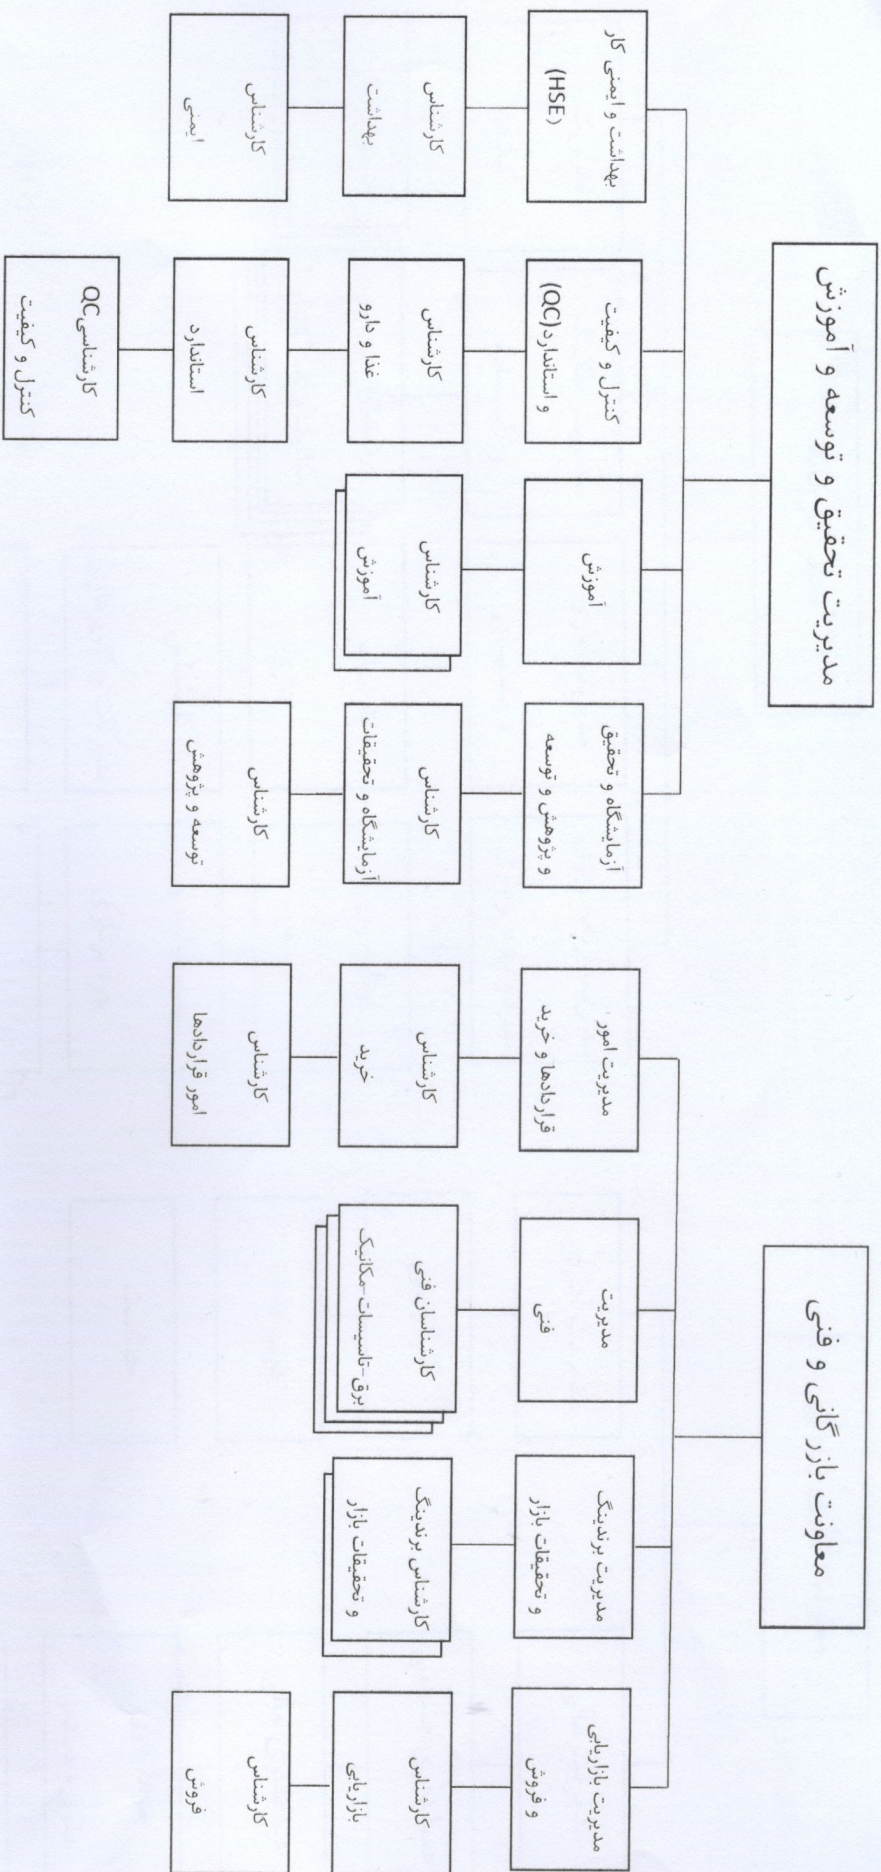 مدیریت تحقیق و توسعه و آموزش
بهداشت و ایمنی کار
(HSE)
کارشناس
بهداشت
کارشناس
ایمنی
کنترل و کیفیت
و استاندارد(QC)
کارشناس
غذا و دارو
کارشناس
استاندارد
کارشناسیQC
کنترل و کیفیت
آموزش
کارشناس
آموزش
آزمایشگاه و تحقیق
و پژوهش و توسعه
کارشناس
آزمایشگاه و تحقیقات
کارشناس
توسعه و پژوهش
معاونت بازرگانی و فنی
مدیریت امور
قراردادها و خرید
کارشناس
خرید
کارشناس
امور قراردادها
مدیریت
فنی
کارشناسان فنی
برق-تاسیسات-مکانیک
مدیریت برندینگ
و تحقیقات بازار
کارشناس برندینگ
و تحقیقات بازار
مدیریت بازاریابی
و فروش
کارشناس
بازاریابی
کارشناس
فروش